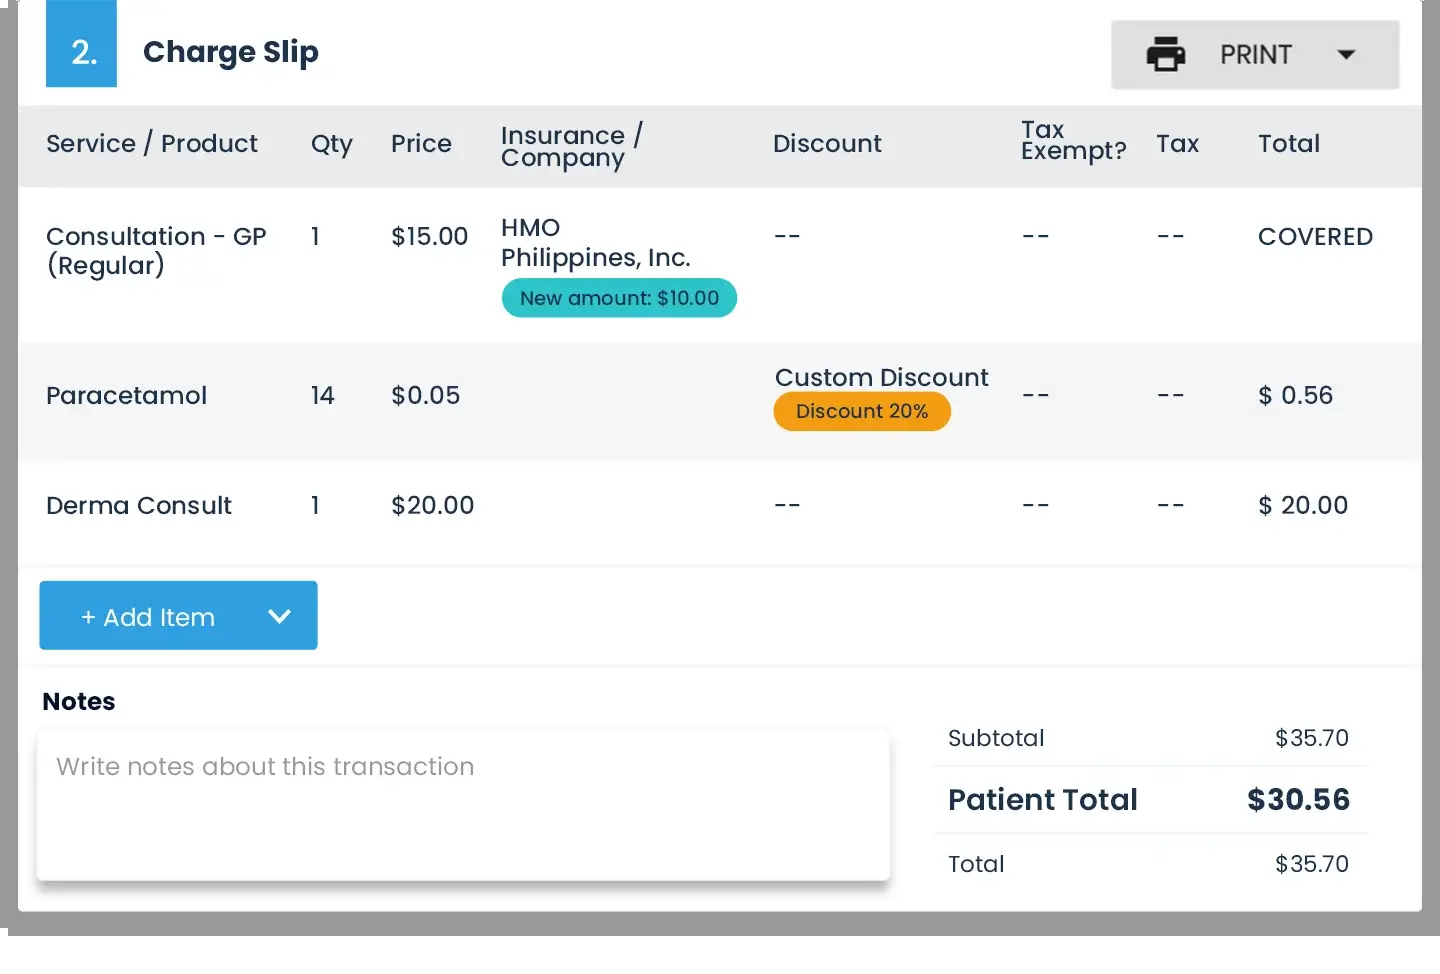 2. Charge Slip
PRINT
Service / Product Qty Price Insurance / Company Discount Tax Exempt? Tax Total
Consultation - GP (Regular) 1 $15.00 HMO Philippines, Inc. -- -- -- COVERED
New amount: $10.00
Paracetamol 14 $0.05 Custom Discount -- -- $ 0.56
Discount 20%
Derma Consult 1 $20.00 -- -- -- $ 20.00
+ Add Item
Notes
Write notes about this transaction
Subtotal $35.70
Patient Total $30.56
Total $35.70